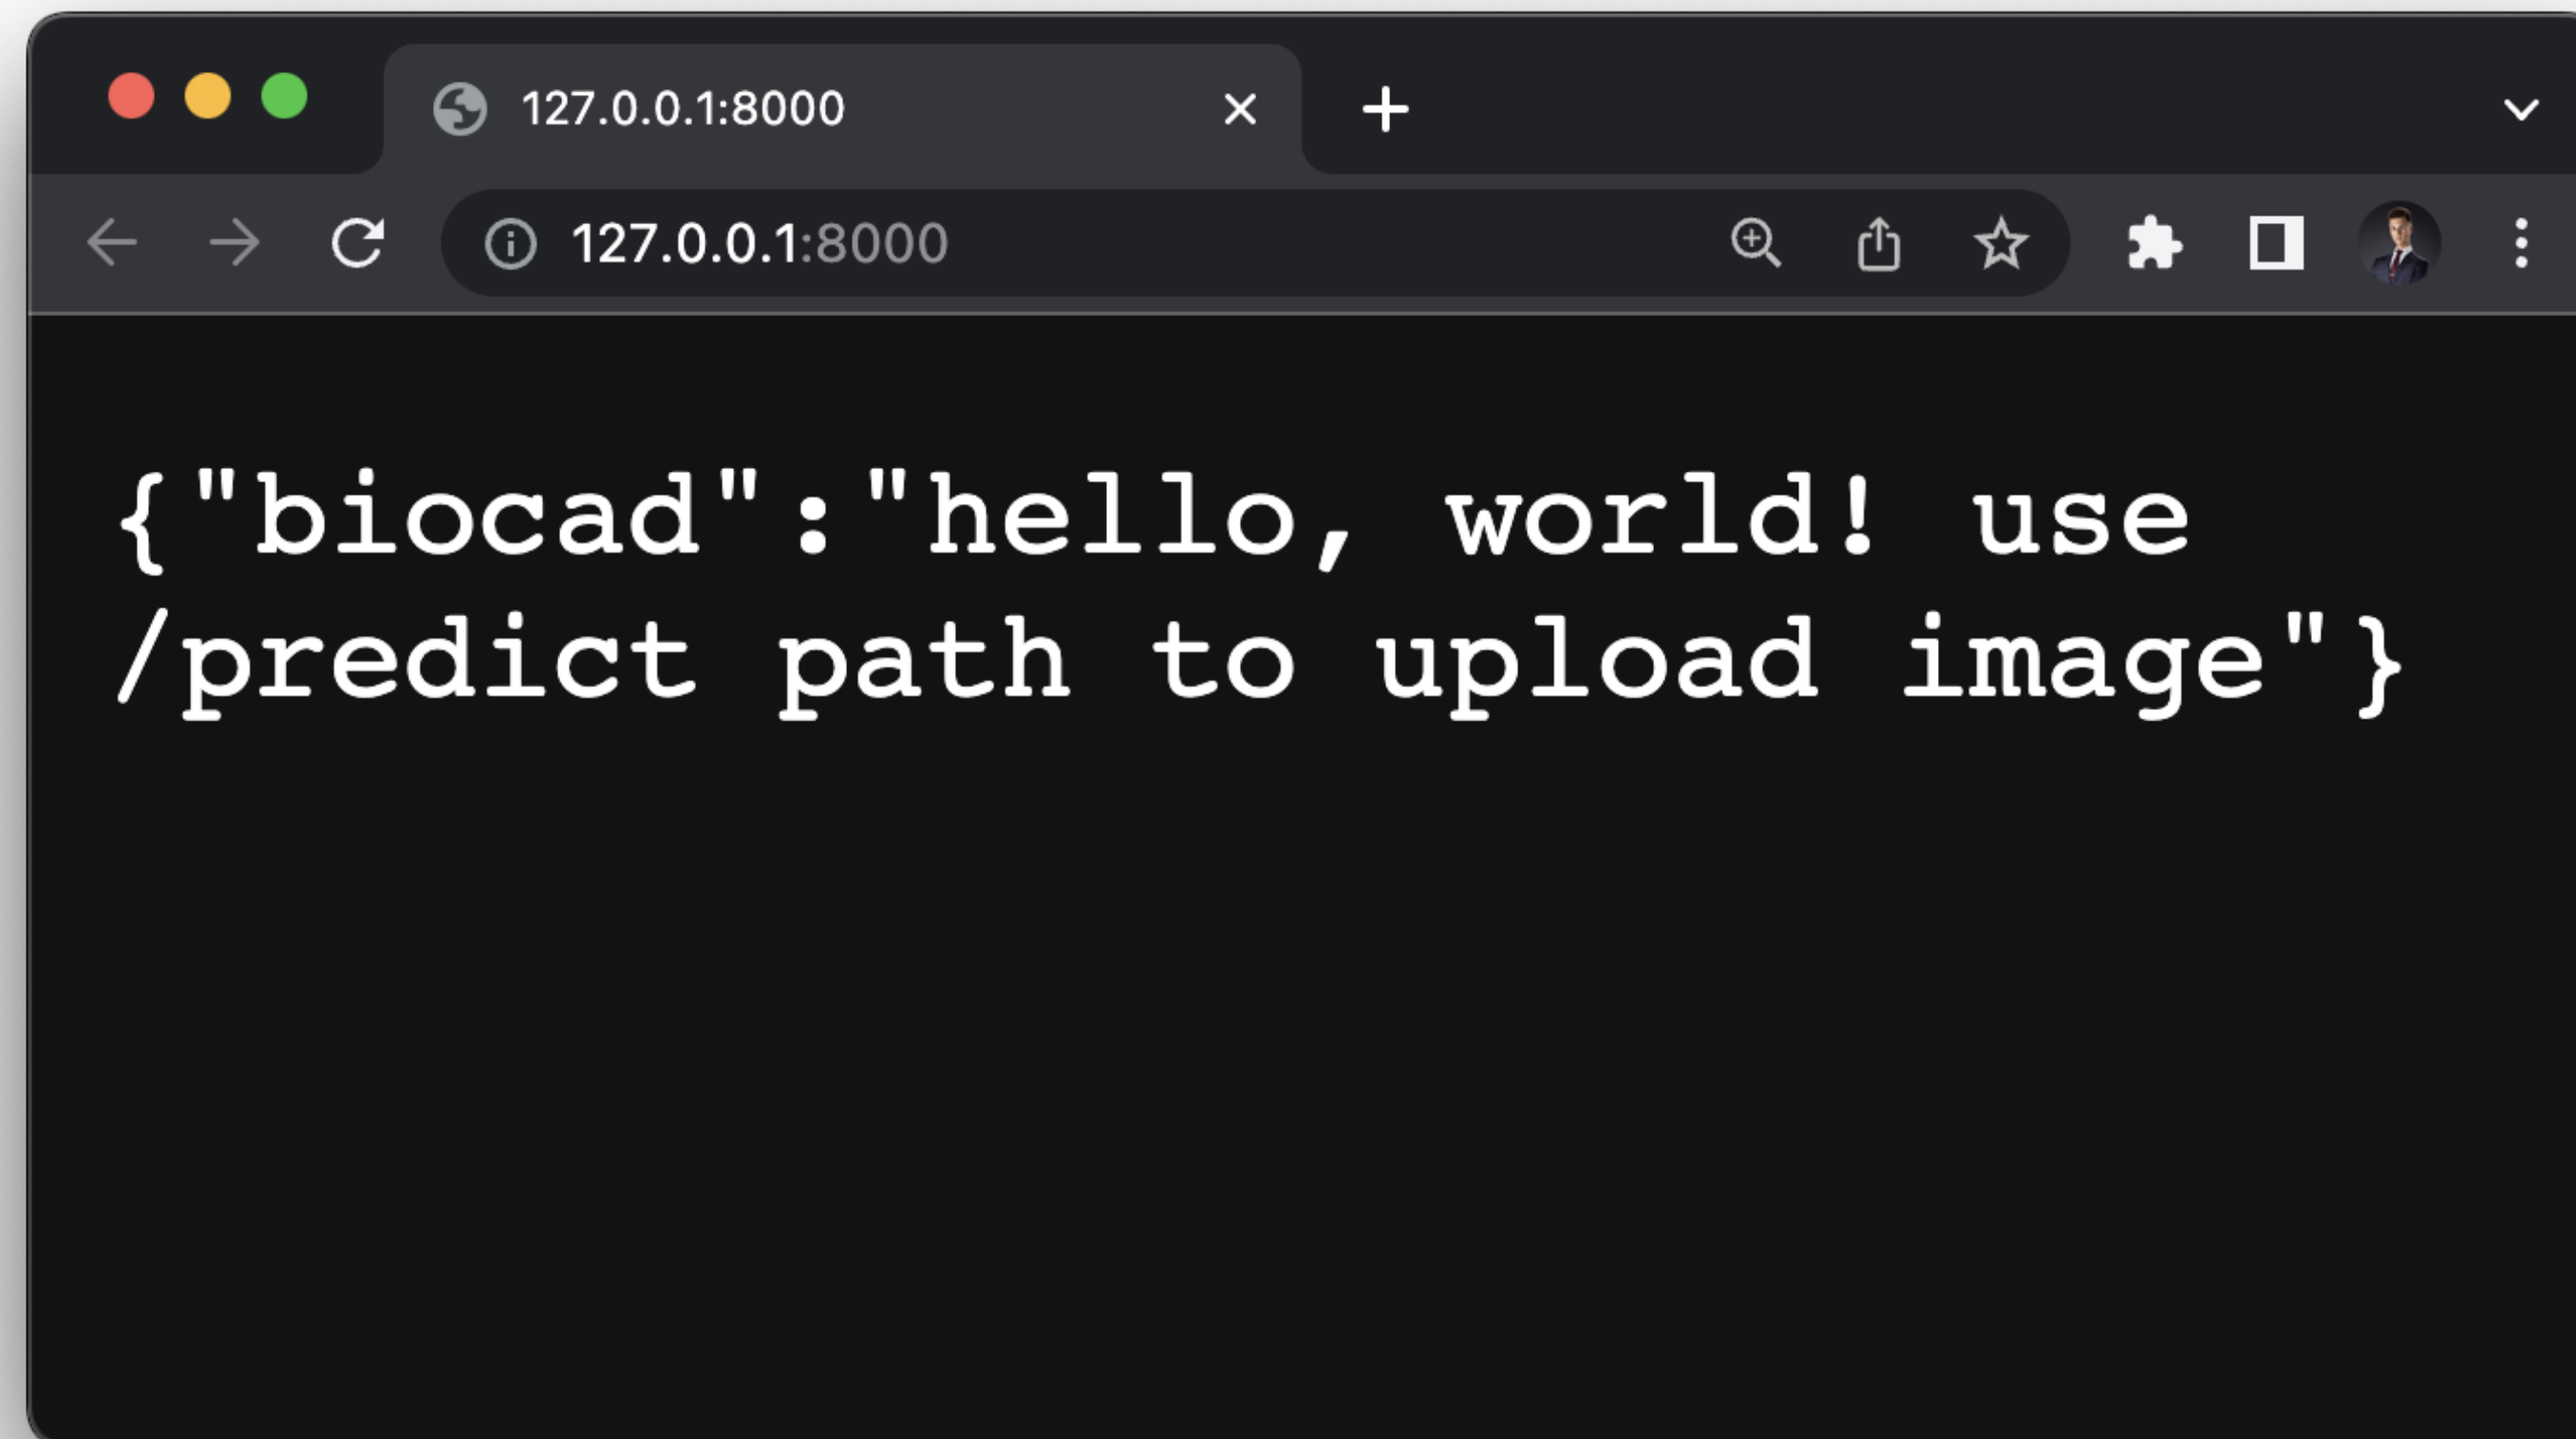 127.0.0.1:8000
127.0.0.1:8000
{"biocad":"hello, world! use
/predict path to upload image"}